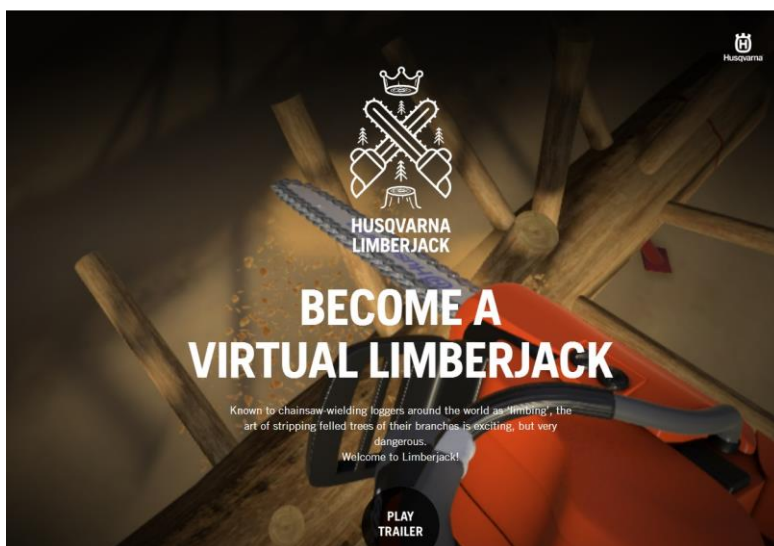 Husqvarna
HUSQVARNA
LIMBERJACK
BECOME A
VIRTUAL LIMBERJACK
Known to chainsaw-wielding loggers around the world as 'limbing', the
art of stripping felled trees of their branches is exciting, but very
dangerous.
Welcome to Limberjack!
PLAY
TRAILER